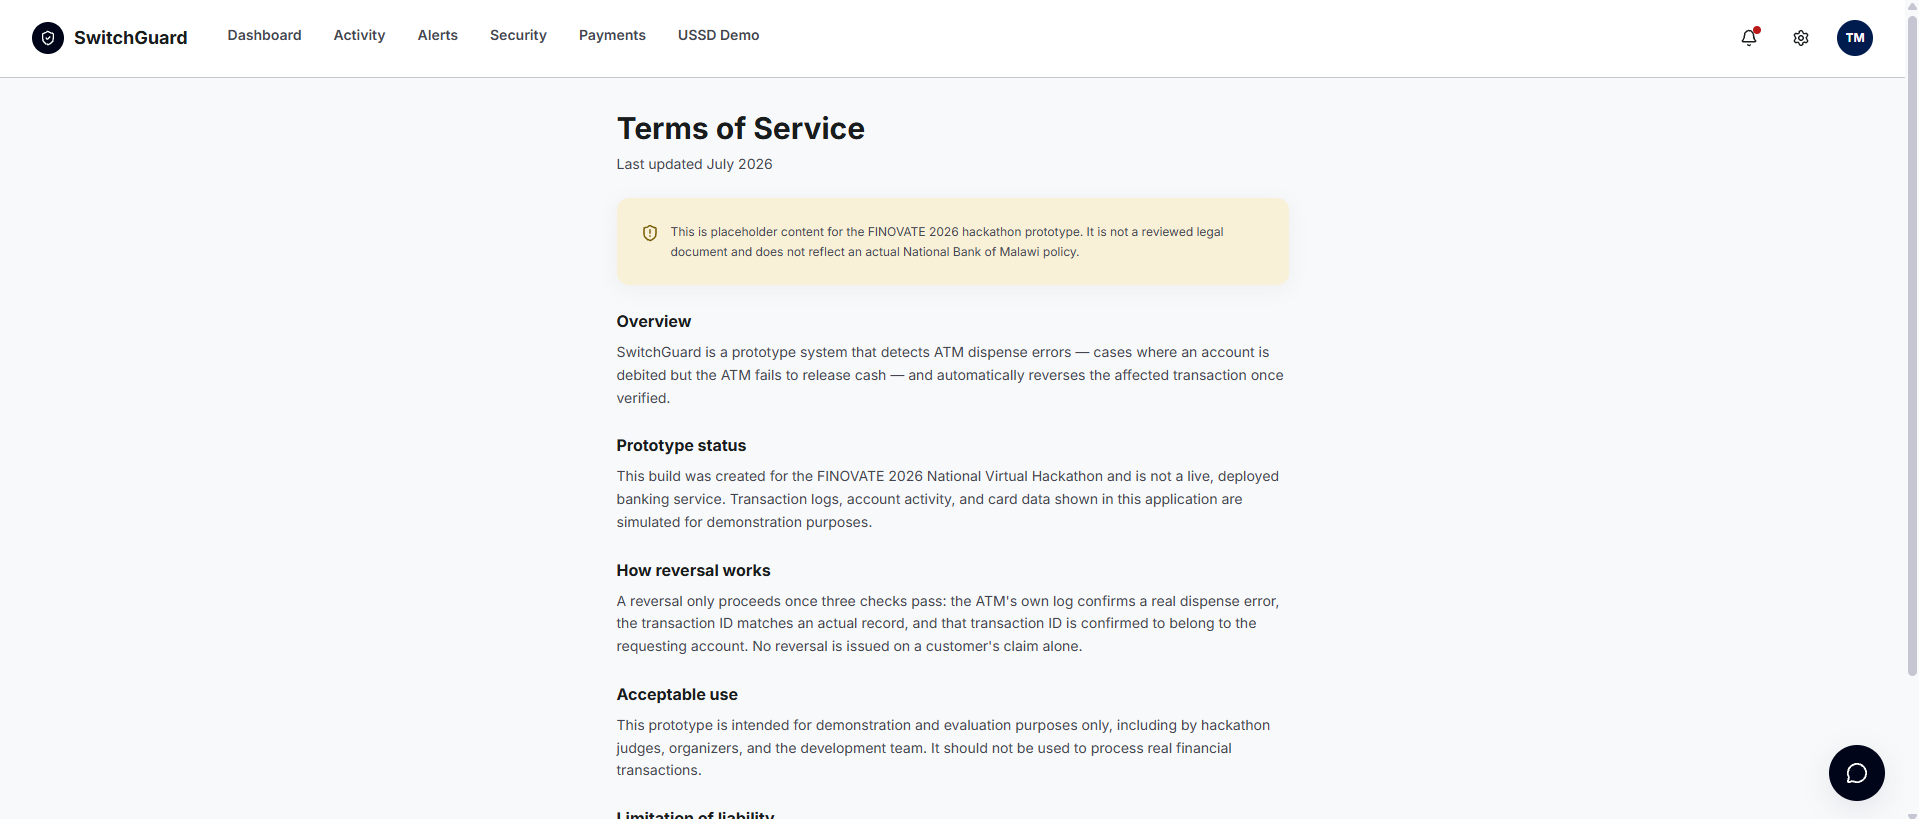 SwitchGuard
Dashboard
Activity
Alerts
Security
Payments
USSD Demo
TM
Terms of Service
Last updated July 2026
This is placeholder content for the FINOVATE 2026 hackathon prototype. It is not a reviewed legal
document and does not reflect an actual National Bank of Malawi policy.
Overview
SwitchGuard is a prototype system that detects ATM dispense errors — cases where an account is
debited but the ATM fails to release cash — and automatically reverses the affected transaction once
verified.
Prototype status
This build was created for the FINOVATE 2026 National Virtual Hackathon and is not a live, deployed
banking service. Transaction logs, account activity, and card data shown in this application are
simulated for demonstration purposes.
How reversal works
A reversal only proceeds once three checks pass: the ATM's own log confirms a real dispense error,
the transaction ID matches an actual record, and that transaction ID is confirmed to belong to the
requesting account. No reversal is issued on a customer's claim alone.
Acceptable use
This prototype is intended for demonstration and evaluation purposes only, including by hackathon
judges, organizers, and the development team. It should not be used to process real financial
transactions.
Limitation of liability